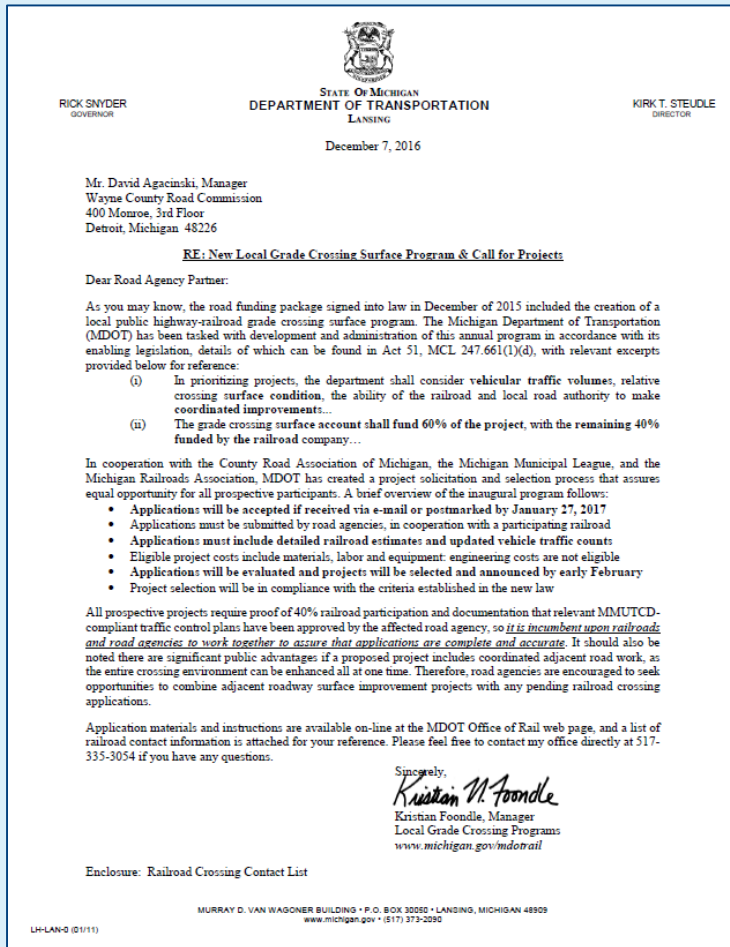 STATE OF MICHIGAN
RICK SNYDER
GOVERNOR
DEPARTMENT OF TRANSPORTATION
LANSING
KIRK T. STEUDLE
DIRECTOR
December 7, 2016
Mr. David Agacinski, Manager
Wayne County Road Commission
400 Monroe, 3rd Floor
Detroit, Michigan 48226
RE: New Local Grade Crossing Surface Program & Call for Projects
Dear Road Agency Partner:
As you may know, the road funding package signed into law in December of 2015 included the creation of a
local public highway-railroad grade crossing surface program. The Michigan Department of Transportation
(MDOT) has been tasked with development and administration of this annual program in accordance with its
enabling legislation, details of which can be found in Act 51, MCL 247.661(1)(d), with relevant excerpts
provided below for reference:
(i) In prioritizing projects, the department shall consider vehicular traffic volumes, relative
crossing surface condition, the ability of the railroad and local road authority to make
coordinated improvements...
(ii) The grade crossing surface account shall fund 60% of the project, with the remaining 40%
funded by the railroad company…
In cooperation with the County Road Association of Michigan, the Michigan Municipal League, and the
Michigan Railroads Association, MDOT has created a project solicitation and selection process that assures
equal opportunity for all prospective participants. A brief overview of the inaugural program follows:
• Applications will be accepted if received via e-mail or postmarked by January 27, 2017
• Applications must be submitted by road agencies, in cooperation with a participating railroad
• Applications must include detailed railroad estimates and updated vehicle traffic counts
• Eligible project costs include materials, labor and equipment: engineering costs are not eligible
• Applications will be evaluated and projects will be selected and announced by early February
• Project selection will be in compliance with the criteria established in the new law
All prospective projects require proof of 40% railroad participation and documentation that relevant MMUTCD-
compliant traffic control plans have been approved by the affected road agency, so it is incumbent upon railroads
and road agencies to work together to assure that applications are complete and accurate. It should also be
noted there are significant public advantages if a proposed project includes coordinated adjacent road work, as
the entire crossing environment can be enhanced all at one time. Therefore, road agencies are encouraged to seek
opportunities to combine adjacent roadway surface improvement projects with any pending railroad crossing
applications.
Application materials and instructions are available on-line at the MDOT Office of Rail web page, and a list of
railroad contact information is attached for your reference. Please feel free to contact my office directly at 517-
335-3054 if you have any questions.
Sincerely,
Kristian N. Foondle
Kristian Foondle, Manager
Local Grade Crossing Programs
www.michigan.gov/mdotrail
Enclosure: Railroad Crossing Contact List
MURRAY D. VAN WAGONER BUILDING • P.O. BOX 30050 • LANSING, MICHIGAN 48909
www.michigan.gov • (517) 373-2090
LH-LAN-0 (01/11)